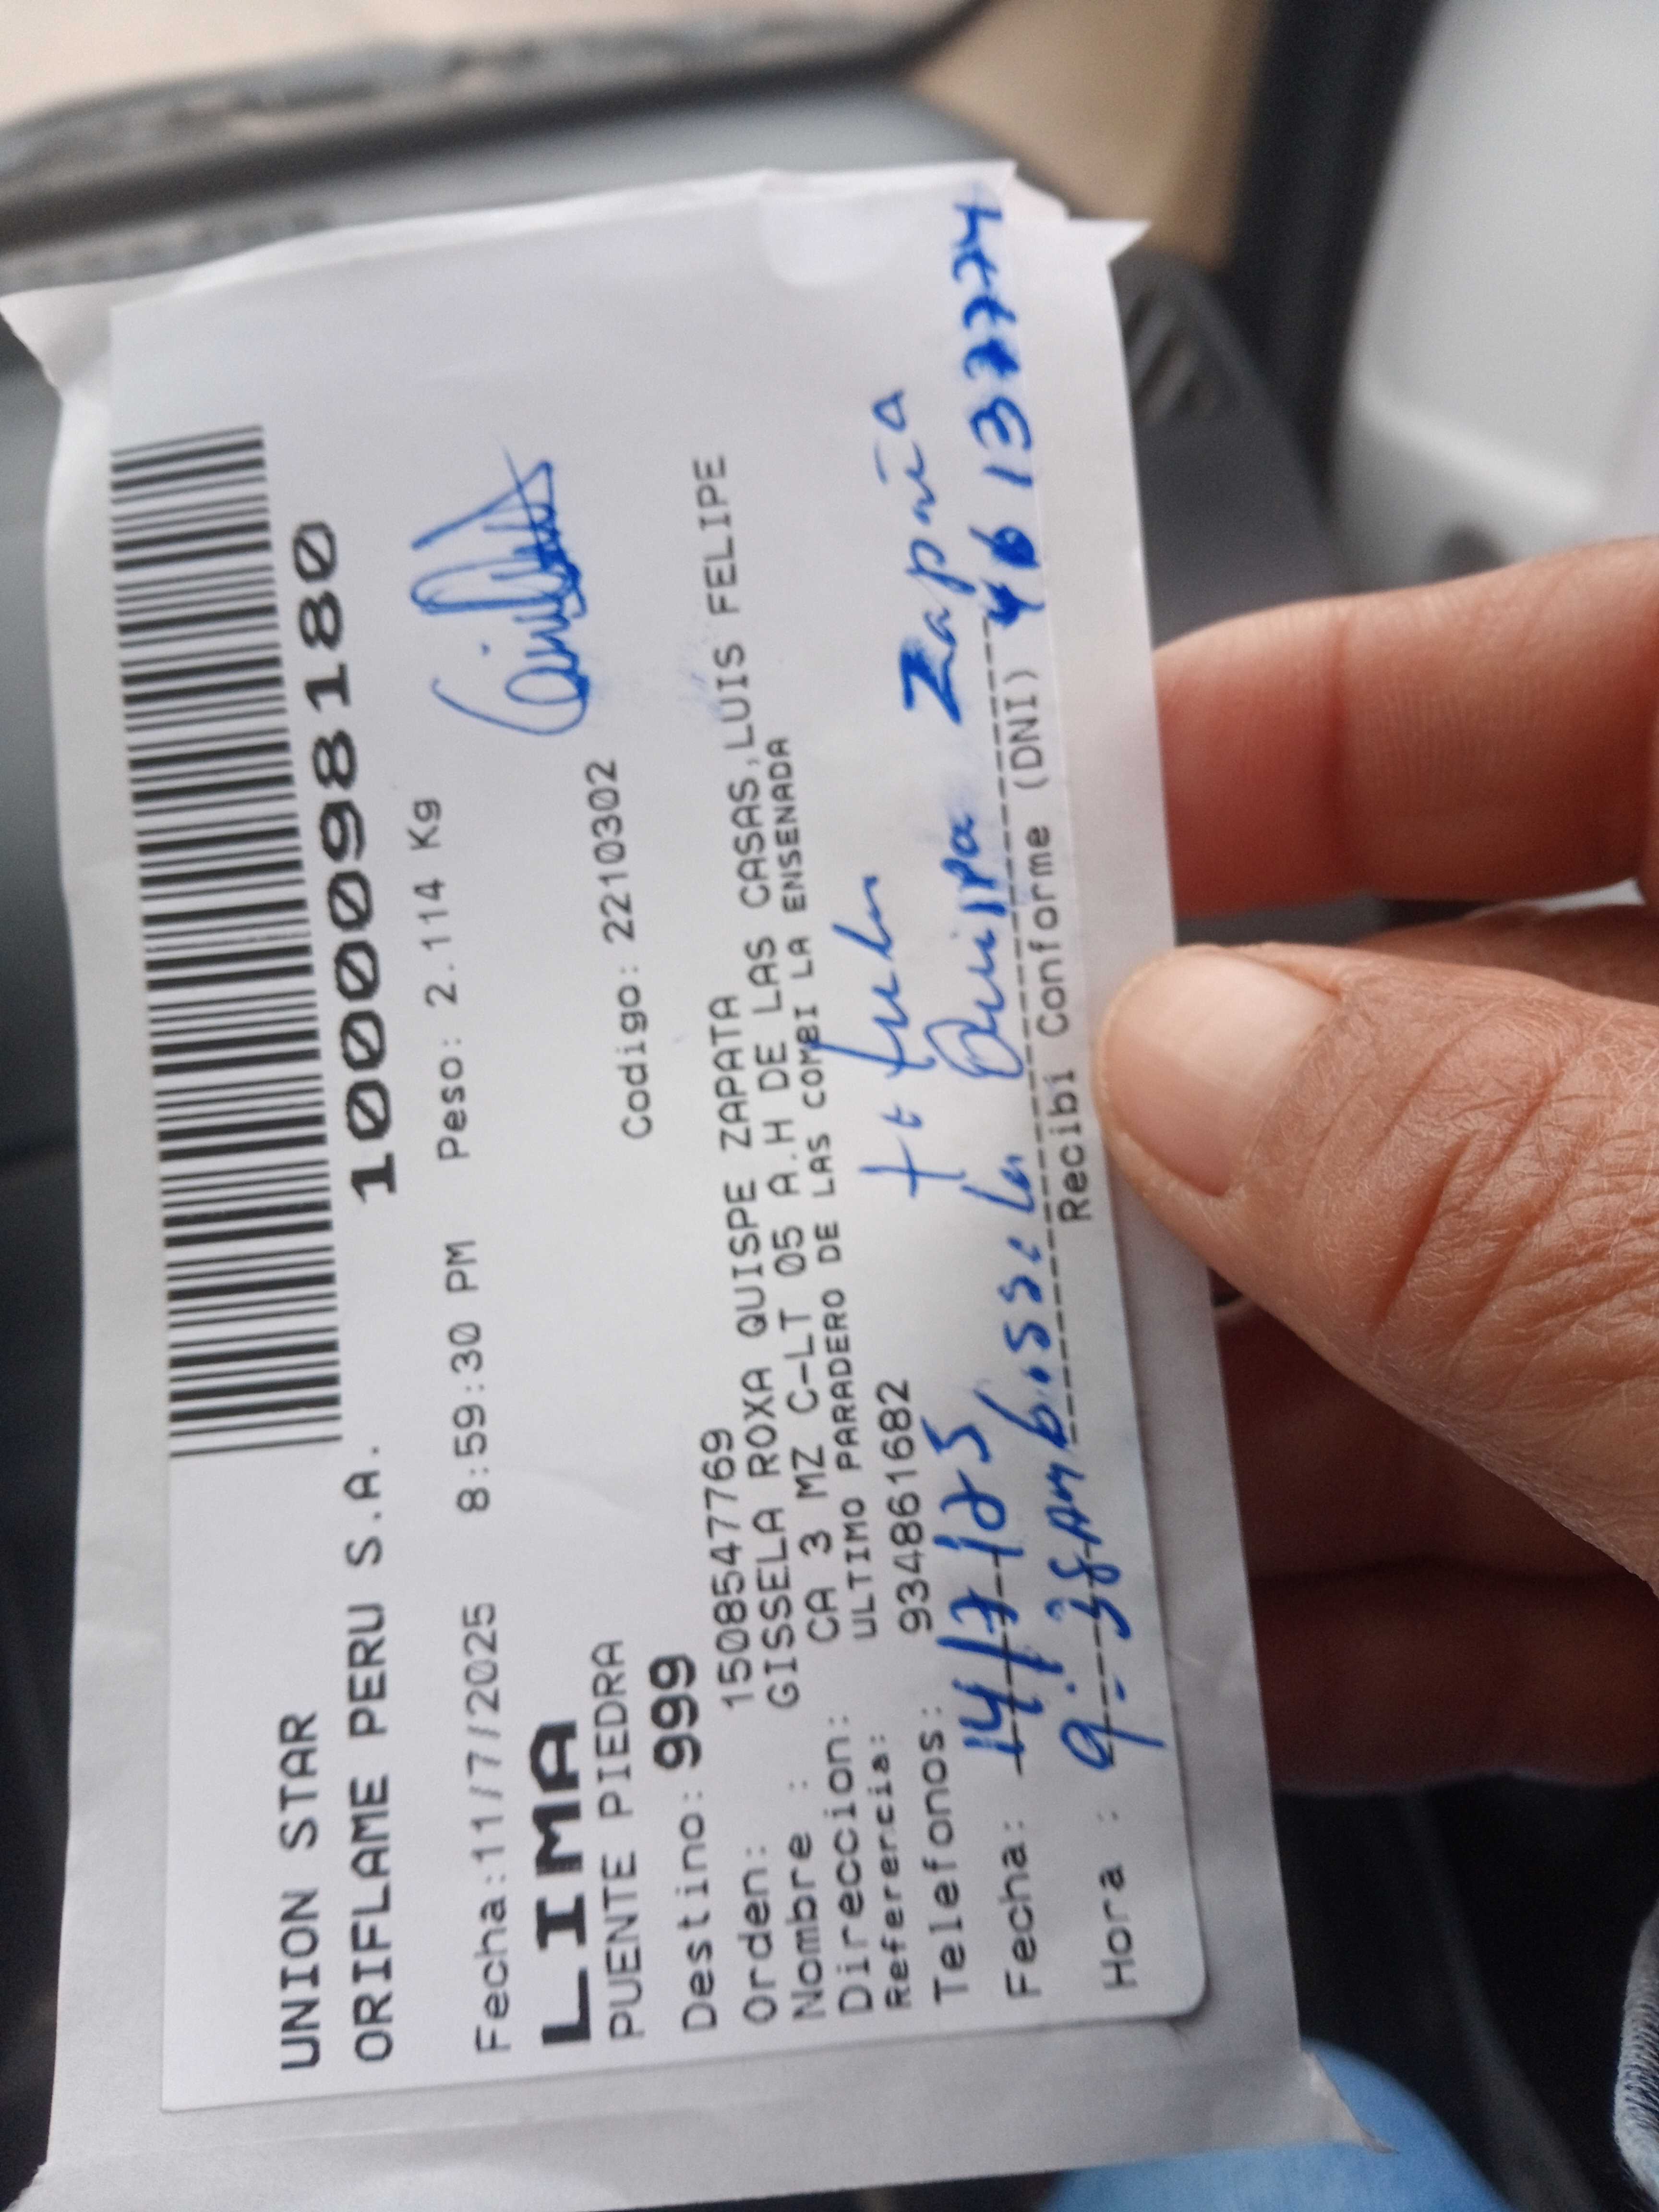 UNION STAR
ORIFLAME PERU S.A.
10000098180
Fecha:11/7/2025 8:59:30 PM Peso: 2.114 Kg
LIMA
PUENTE PIEDRA
Destino: 999 Codigo: 2210302
Orden: 1508547769
Nombre : GISSELA ROXA QUISPE ZAPATA
Direccion: CA 3 MZ C-LT 05 A.H DE LAS CASAS,LUIS FELIPE
Referencia: ULTIMO PARADERO DE LAS COMBI LA ENSENADA
Telefonos: 934861682
Fecha: 14/7/25
Hora :
Recibi Conforme (DNI)